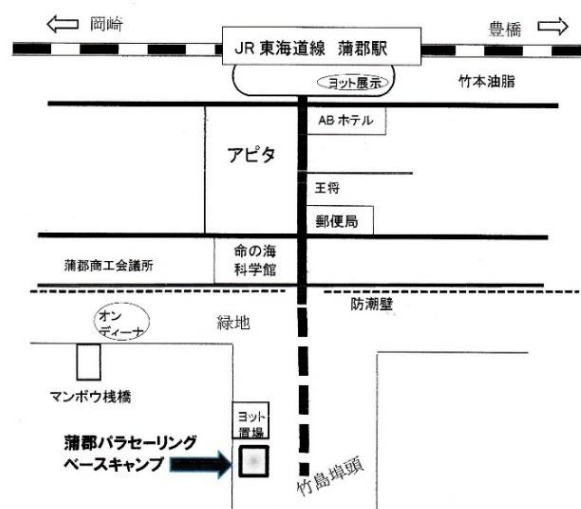 岡崎
豊橋
JR 東海道線 蒲郡駅
ヨット展示
竹本油脂
ABホテル
アピタ
王将
郵便局
蒲郡商工会議所
命の海
科学館
防潮壁
オン
ディーナ
緑地
マンボウ桟橋
ヨット
置場
蒲郡パラセーリング
ベースキャンプ
竹島埠頭